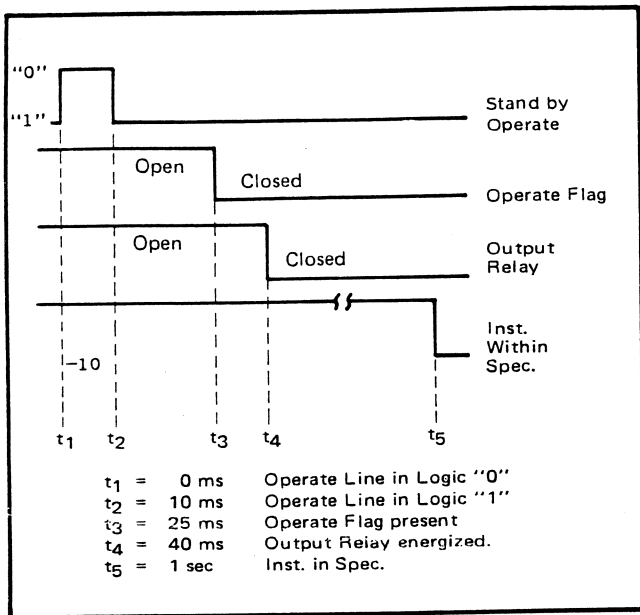 "0"
"1"
Stand by
Operate
Open
Closed
Operate Flag
Open
Closed
Output
Relay
Inst.
Within
Spec.
-10
t1 t2 t3 t4 t5
t1 = 0 ms Operate Line in Logic "0"
t2 = 10 ms Operate Line in Logic "1"
t3 = 25 ms Operate Flag present
t4 = 40 ms Output Relay energized.
t5 = 1 sec Inst. in Spec.